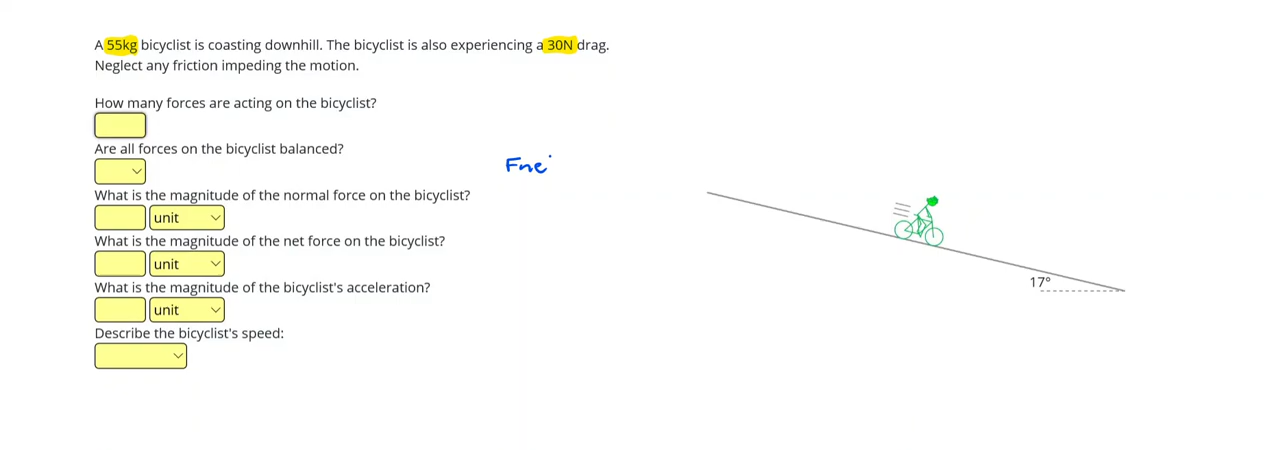 A 55kg bicyclist is coasting downhill. The bicyclist is also experiencing a 30N drag.
Neglect any friction impeding the motion.
How many forces are acting on the bicyclist?
Are all forces on the bicyclist balanced?
Fne
What is the magnitude of the normal force on the bicyclist?
unit
What is the magnitude of the net force on the bicyclist?
unit
What is the magnitude of the bicyclist's acceleration?
unit
Describe the bicyclist's speed:
17°